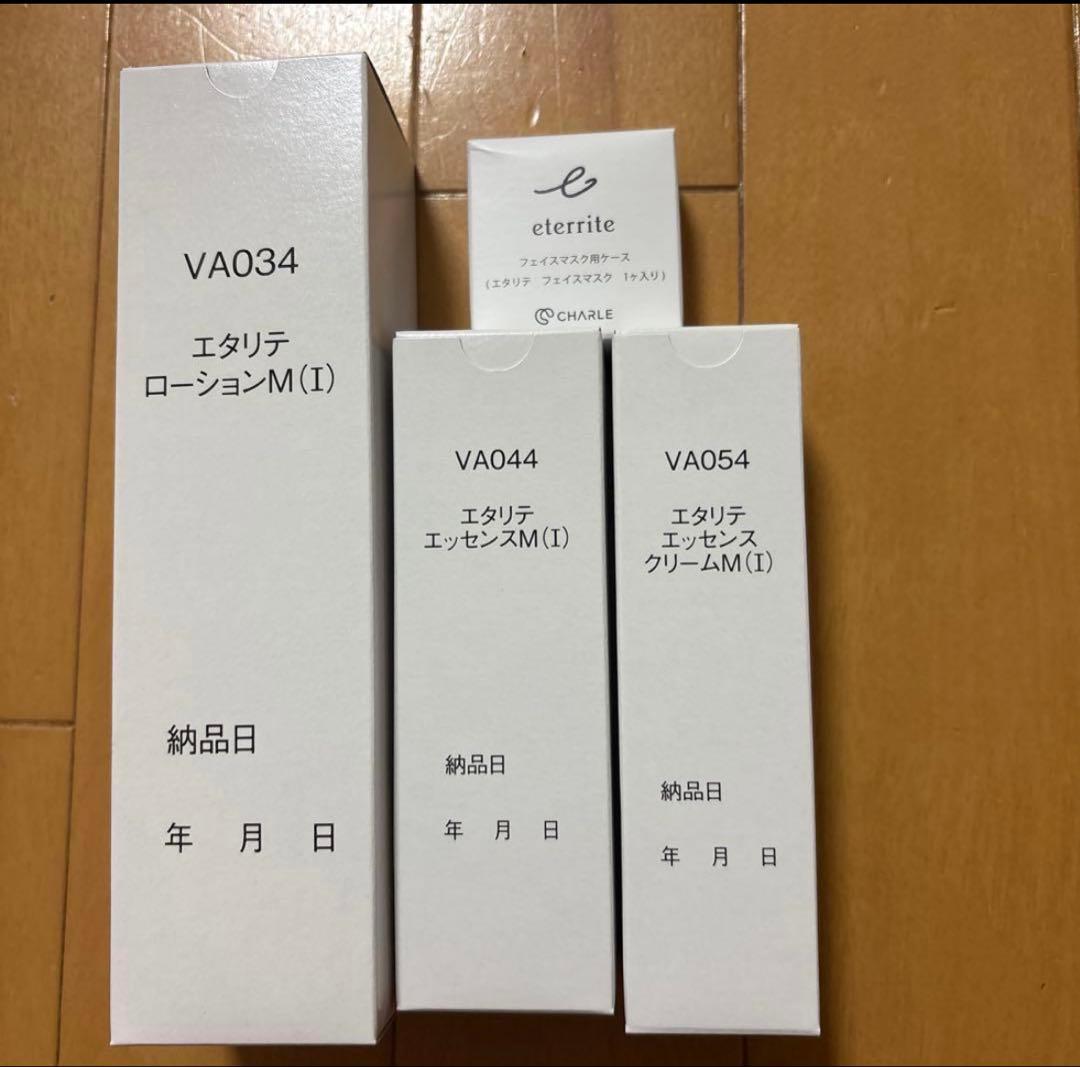 VA034
エタリテ
ローションM(I)
納品日
年 月 日
eterrite
フェイスマスク用ケース
(エタリテ フェイスマスク 1ヶ入り)
CHARLE
VA044
エタリテ
エッセンスM(I)
納品日
年 月 日
VA054
エタリテ
エッセンス
クリームM(I)
納品日
年 月 日